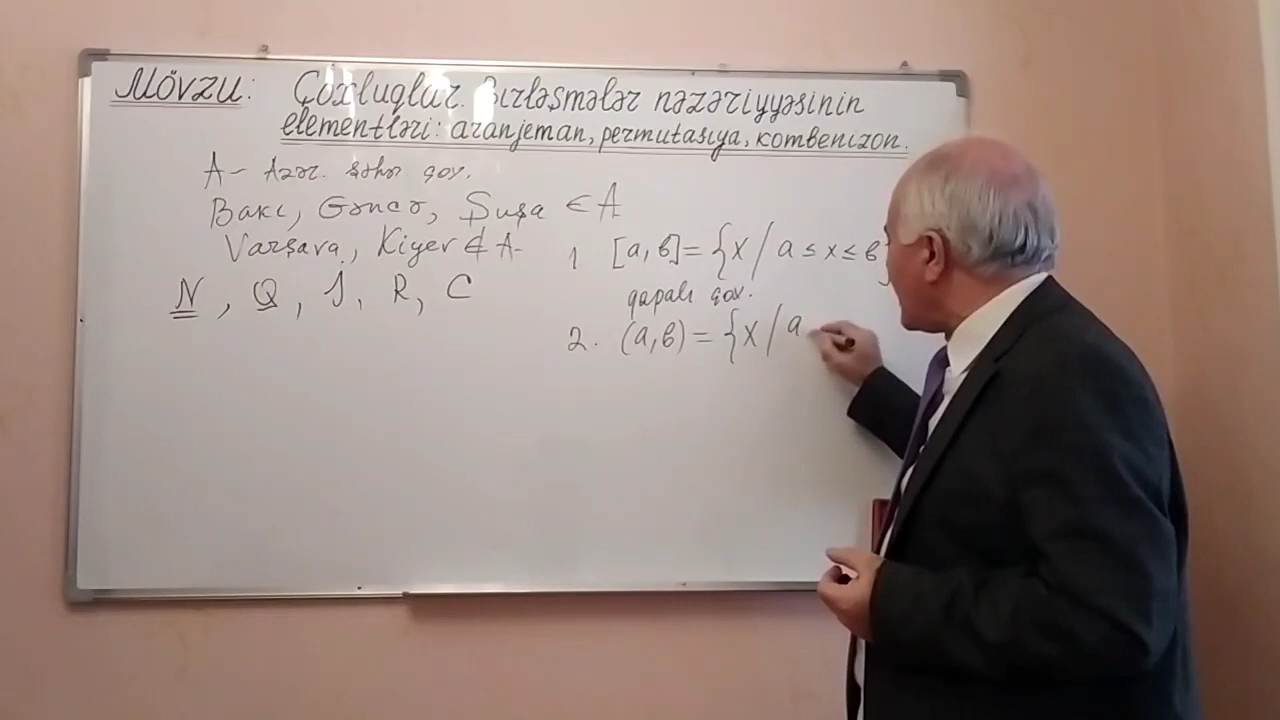 Mövzu: Çoxluqlar. Birləşmələr nəzəriyyəsinin
elementləri: aranjeman, permutasiya, kombenizon.
A- Azər. şəhər çox.
Bakı, Gəncə, Şuşa ∈ A
Varşava, Kiyev ∉ A
N, Q, J, R, C
1 [a, b] = {x / a ≤ x ≤ b}
qapalı çox.
2. (a, b) = {x / a